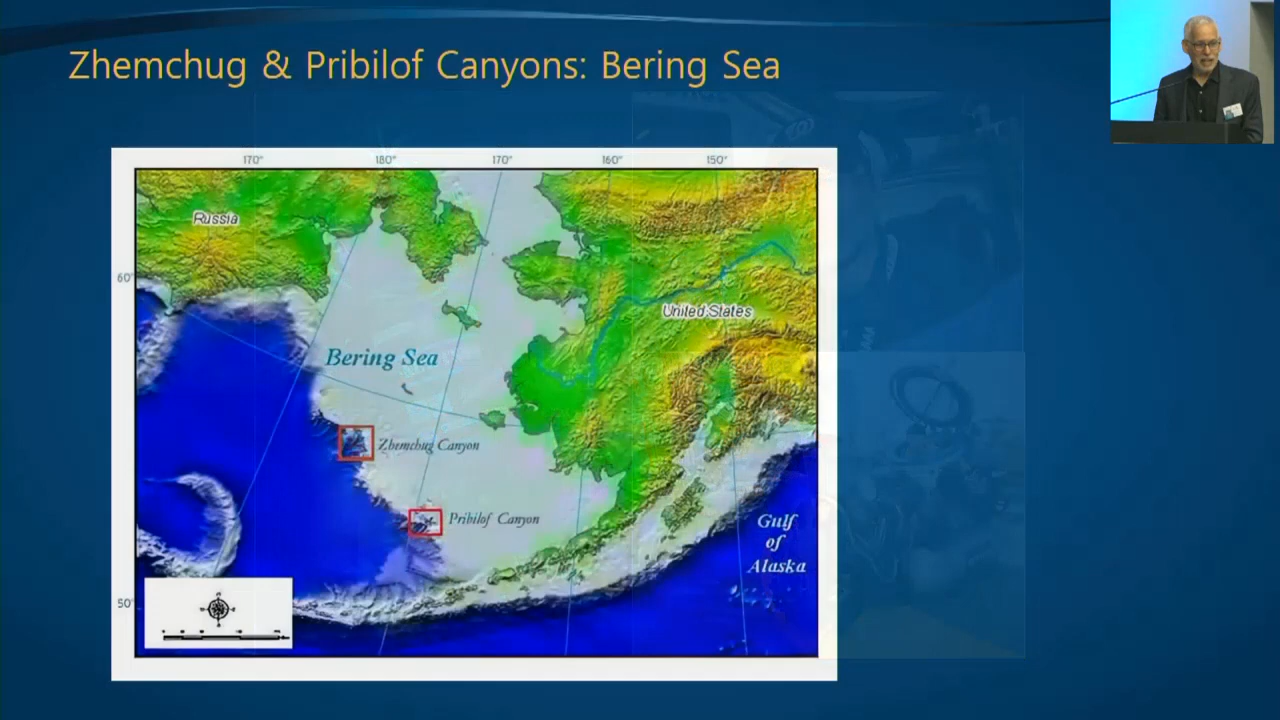 Zhemchug & Pribilof Canyons: Bering Sea
170°
180°
170°
160°
150°
Russia
60°
United States
Bering Sea
Zhemchug Canyon
Pribilof Canyon
Gulf
of
Alaska
50°